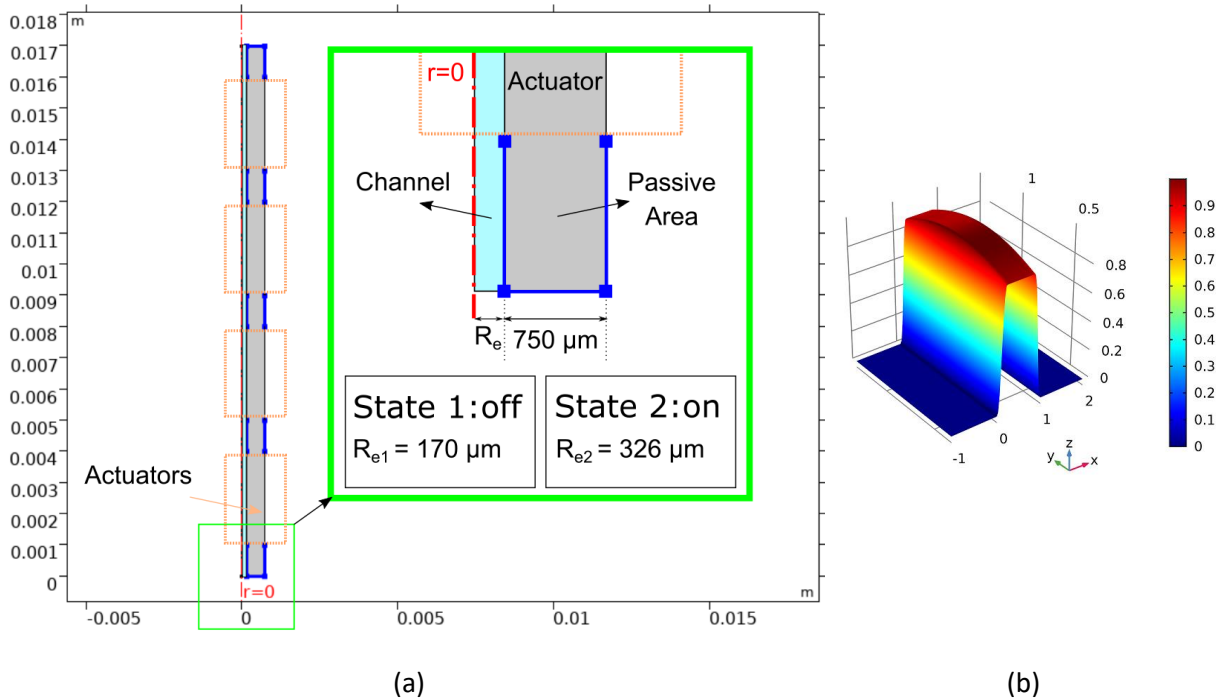 0.018
m
0.017
0.016
0.015
0.014
0.013
0.012
0.011
0.01
0.009
0.008
0.007
0.006
0.005
0.004
0.003
0.002
0.001
0
Actuators
r=0
-0.005
0
0.005
0.01
0.015
m
r=0
Actuator
Channel
Passive
Area
Re
750 µm
State 1:off
Re1 = 170 µm
State 2:on
Re2 = 326 µm
(a)
1
0.5
0.8
0.6
0.4
0.2
0
2
1
0
-1
y
z
x
0.9
0.8
0.7
0.6
0.5
0.4
0.3
0.2
0.1
0
(b)